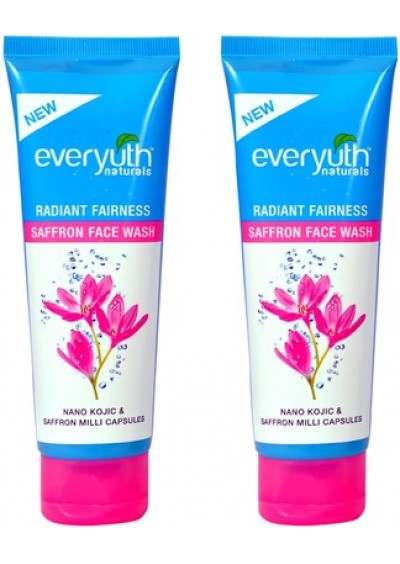 NEW
everyuth
naturals
RADIANT FAIRNESS
SAFFRON FACE WASH
NANO KOJIC &
SAFFRON MILLI CAPSULES
NEW
everyuth
naturals
RADIANT FAIRNESS
SAFFRON FACE WASH
NANO KOJIC &
SAFFRON MILLI CAPSULES